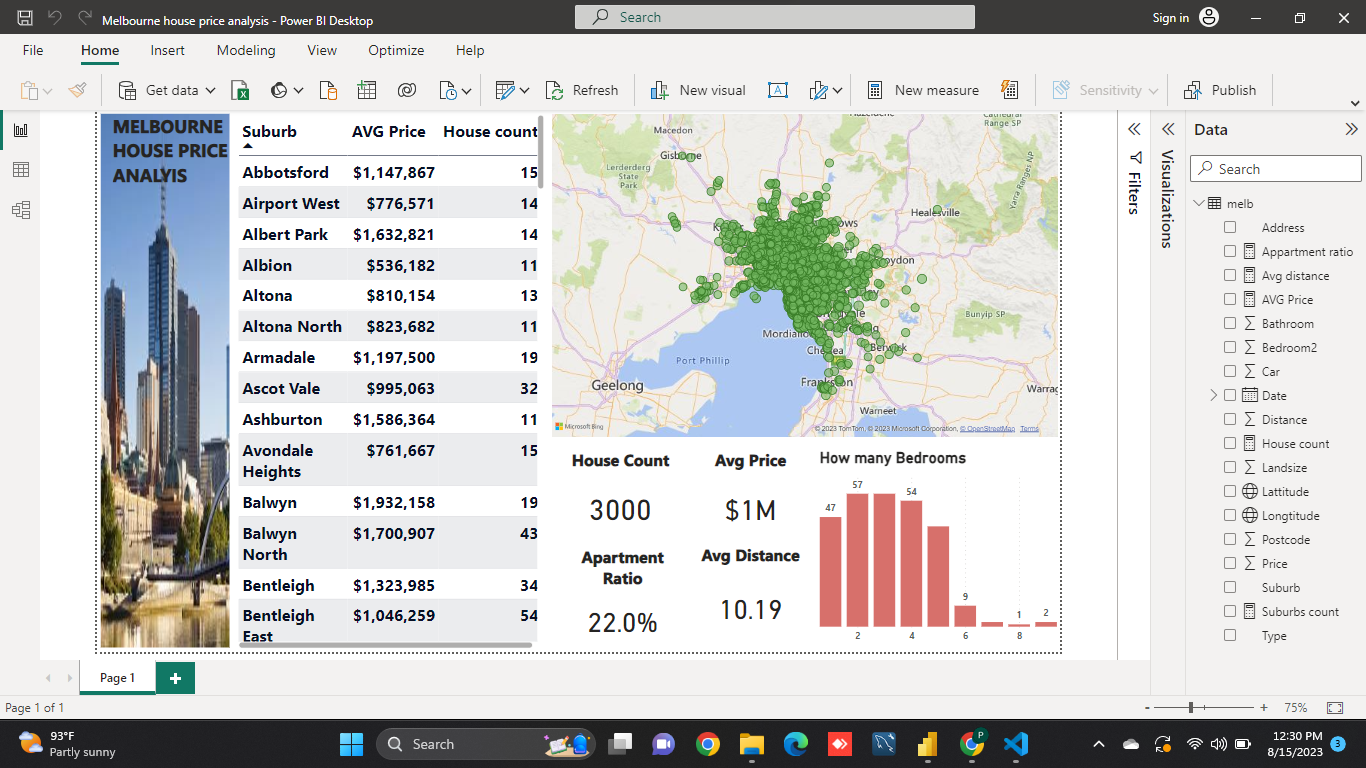 Melbourne house price analysis - Power BI Desktop
Search
Sign in
File Home Insert Modeling View Optimize Help
Get data
Refresh
New visual
New measure
Sensitivity
Publish
MELBOURNE
HOUSE PRICE
ANALYIS
Suburb AVG Price House count
Abbotsford $1,147,867 15
Airport West $776,571 14
Albert Park $1,632,821 14
Albion $536,182 11
Altona $810,154 13
Altona North $823,682 11
Armadale $1,197,500 19
Ascot Vale $995,063 32
Ashburton $1,586,364 11
Avondale $761,667 15
Heights
Balwyn $1,932,158 19
Balwyn $1,700,907 43
North
Bentleigh $1,323,985 34
Bentleigh $1,046,259 54
East
Macedon
Cathedral
Range SP
Gisborne
Lerderderg
State
Park
Yarra Ranges NP
Healesville
Bunyip SP
Port Phillip
Berwick
Geelong
Frankston
Warneet
Microsoft Bing
© 2023 TomTom, © 2023 Microsoft Corporation, © OpenStreetMap Terms
House Count
3000
Avg Price
$1M
Apartment
Ratio
22.0%
Avg Distance
10.19
How many Bedrooms
47 57 54 9 1 2
2 4 6 8
Filters
Visualizations
Data
Search
melb
Address
Appartment ratio
Avg distance
AVG Price
Bathroom
Bedroom2
Car
Date
Distance
House count
Landsize
Lattitude
Longtitude
Postcode
Price
Suburb
Suburbs count
Type
Page 1
Page 1 of 1
75%
93°F
Partly sunny
Search
12:30 PM
8/15/2023
3